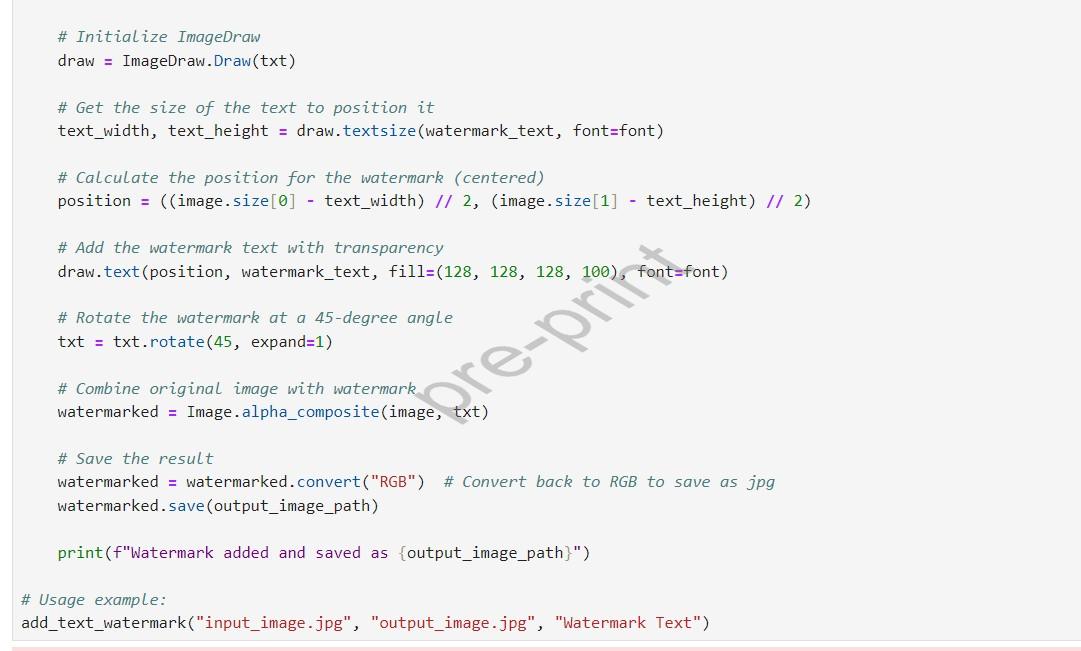 # Initialize ImageDraw
draw = ImageDraw.Draw(txt)
# Get the size of the text to position it
text_width, text_height = draw.textsize(watermark_text, font=font)
# Calculate the position for the watermark (centered)
position = ((image.size[0] - text_width) // 2, (image.size[1] - text_height) // 2)
# Add the watermark text with transparency
draw.text(position, watermark_text, fill=(128, 128, 128, 100), font=font)
# Rotate the watermark at a 45-degree angle
txt = txt.rotate(45, expand=1)
pre-print
# Combine original image with watermark
watermarked = Image.alpha_composite(image, txt)
# Save the result
watermarked = watermarked.convert("RGB")  # Convert back to RGB to save as jpg
watermarked.save(output_image_path)
print(f"Watermark added and saved as {output_image_path}")
# Usage example:
add_text_watermark("input_image.jpg", "output_image.jpg", "Watermark Text")